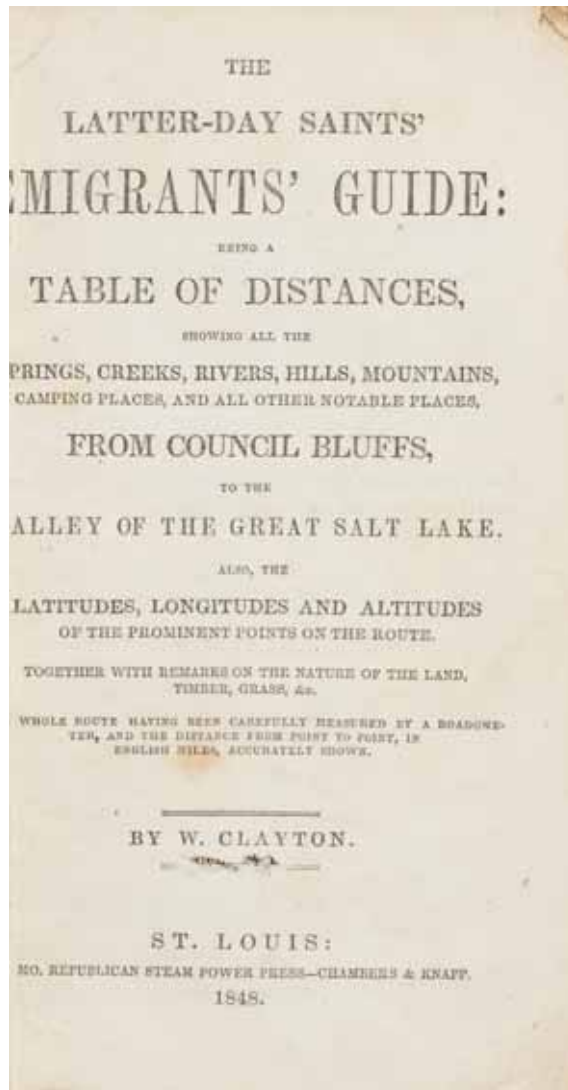 THE
LATTER-DAY SAINTS'
EMIGRANTS' GUIDE:
BEING A
TABLE OF DISTANCES,
SHOWING ALL THE
PRINGS, CREEKS, RIVERS, HILLS, MOUNTAINS,
CAMPING PLACES, AND ALL OTHER NOTABLE PLACES,
FROM COUNCIL BLUFFS,
TO THE
ALLEY OF THE GREAT SALT LAKE.
ALSO, THE
LATITUDES, LONGITUDES AND ALTITUDES
OF THE PROMINENT POINTS ON THE ROUTE.
TOGETHER WITH REMARKS ON THE NATURE OF THE LAND,
TIMBER, GRASS, &c.
WHOLE ROUTE HAVING BEEN CAREFULLY MEASURED BY A ROADOME-
TER, AND THE DISTANCE FROM POINT TO POINT, IN
ENGLISH MILES, ACCURATELY SHOWN.
BY W. CLAYTON.
ST. LOUIS:
MO. REPUBLICAN STEAM POWER PRESS—CHAMBERS & KNAPP.
1848.